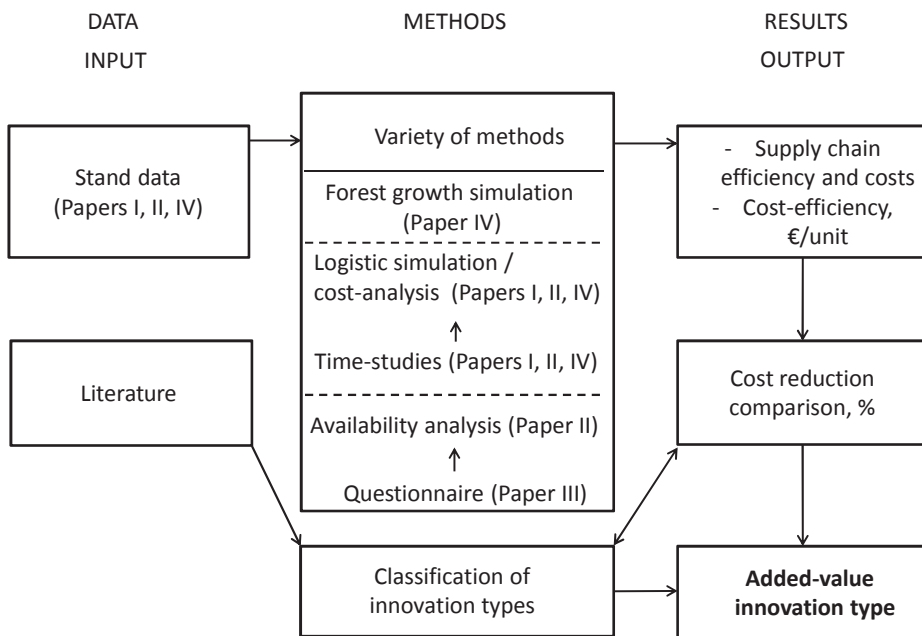 DATA
INPUT
METHODS
RESULTS
OUTPUT
Stand data
(Papers I, II, IV)
Literature
Variety of methods
Forest growth simulation
(Paper IV)
Logistic simulation /
cost-analysis (Papers I, II, IV)
Time-studies (Papers I, II, IV)
Availability analysis (Paper II)
Questionnaire (Paper III)
Classification of
innovation types
- Supply chain
efficiency and costs
- Cost-efficiency,
€/unit
Cost reduction
comparison, %
Added-value
innovation type